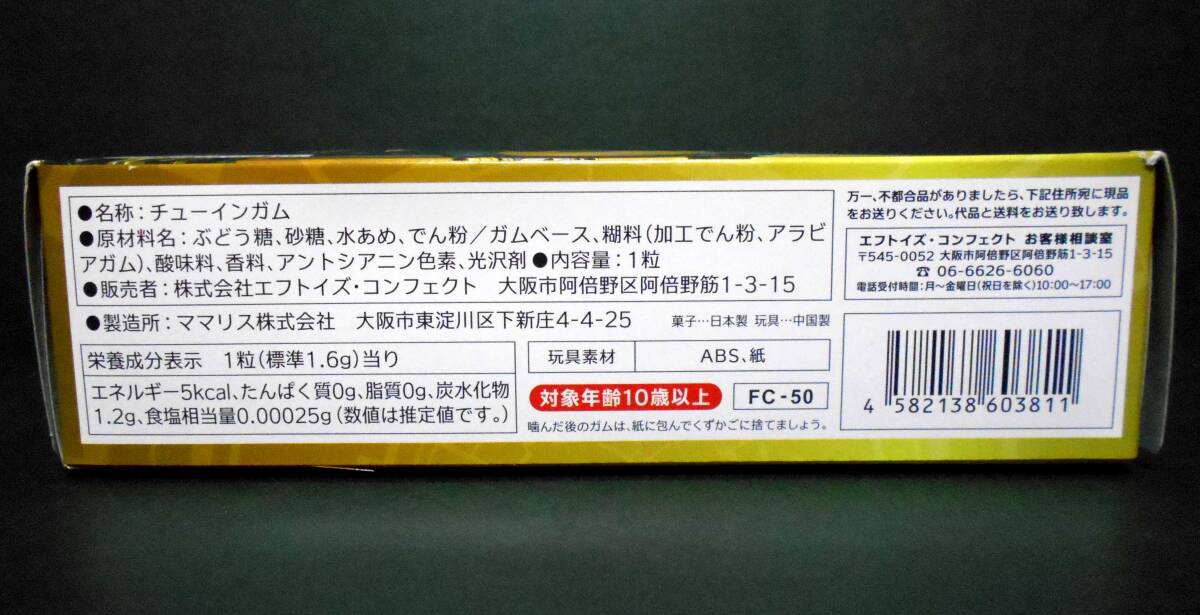 ●名称：チューインガム
●原材料名：ぶどう糖、砂糖、水あめ、でん粉／ガムベース、糊料（加工でん粉、アラビ
アガム）、酸味料、香料、アントシアニン色素、光沢剤●内容量：1粒
●販売者：株式会社エフトイズ・コンフェクト　大阪市阿倍野区阿倍野筋1-3-15
●製造所：ママリス株式会社　大阪市東淀川区下新庄4-4-25
菓子…日本製 玩具…中国製
栄養成分表示　1粒（標準1.6g）当り
エネルギー5kcal、たんぱく質0g、脂質0g、炭水化物
1.2g、食塩相当量0.00025g（数値は推定値です。）
玩具素材
ABS、紙
対象年齢10歳以上
FC-50
噛んだ後のガムは、紙に包んでくずかごに捨てましょう。
万一、不都合品がありましたら、下記住所宛に現品
をお送りください。代品と送料をお送り致します。
エフトイズ・コンフェクト お客様相談室
〒545-0052 大阪市阿倍野区阿倍野筋1-3-15
☎ 06-6626-6060
電話受付時間：月～金曜日（祝日を除く）10:00～17:00
4 582138 603811